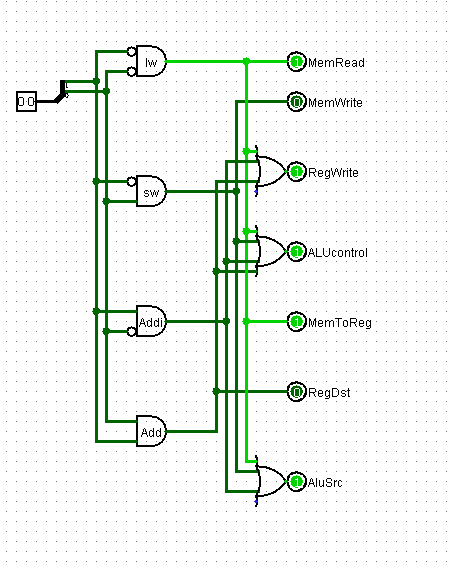 lw
MemRead
0 0
1
MemWrite
0
sw
RegWrite
1
ALUcontrol
1
Addi
MemToReg
1
RegDst
0
Add
AluSrc
1